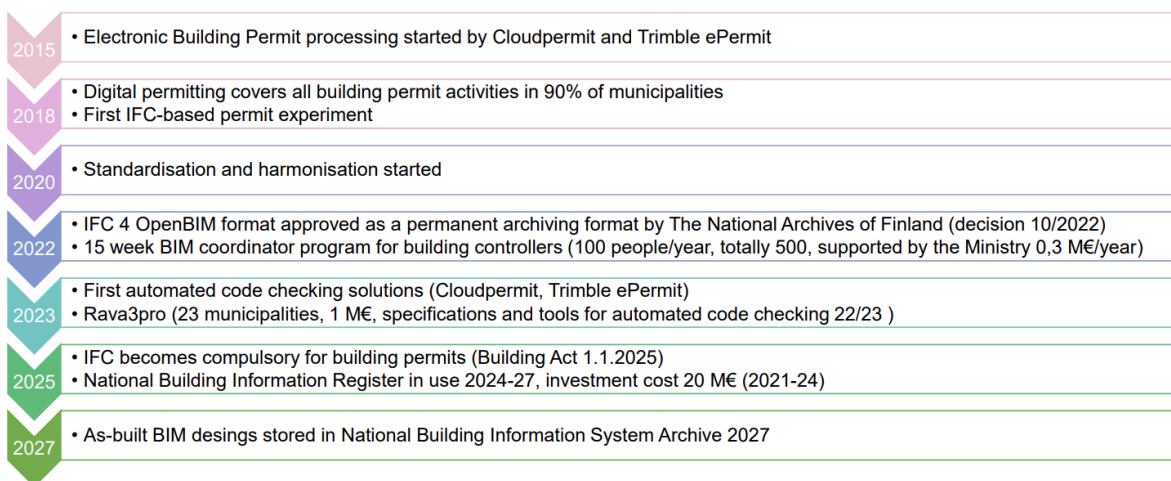 2015
• Electronic Building Permit processing started by Cloudpermit and Trimble ePermit
2018
• Digital permitting covers all building permit activities in 90% of municipalities
• First IFC-based permit experiment
2020
• Standardisation and harmonisation started
2022
• IFC 4 OpenBIM format approved as a permanent archiving format by The National Archives of Finland (decision 10/2022)
• 15 week BIM coordinator program for building controllers (100 people/year, totally 500, supported by the Ministry 0,3 M€/year)
2023
• First automated code checking solutions (Cloudpermit, Trimble ePermit)
• Rava3pro (23 municipalities, 1 M€, specifications and tools for automated code checking 22/23 )
2025
• IFC becomes compulsory for building permits (Building Act 1.1.2025)
• National Building Information Register in use 2024-27, investment cost 20 M€ (2021-24)
2027
• As-built BIM desings stored in National Building Information System Archive 2027